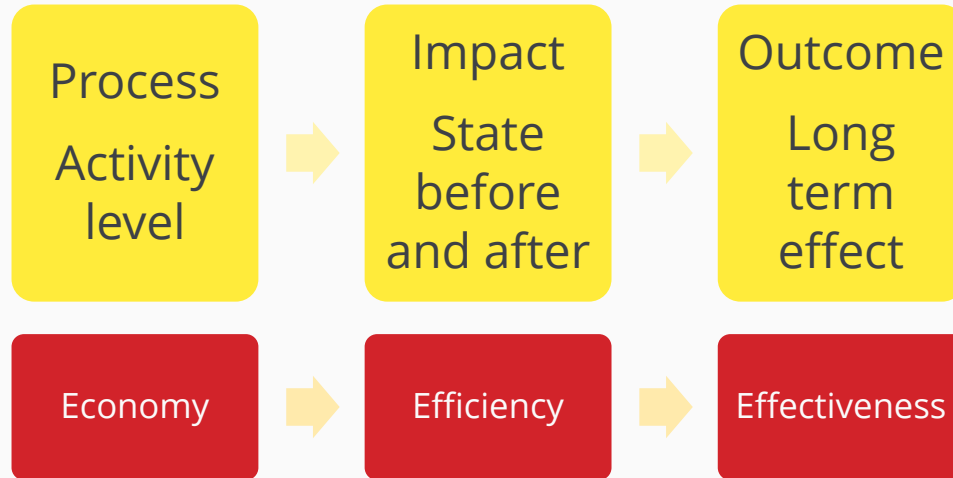 Process
Activity
level
Impact
State
before
and after
Outcome
Long
term
effect
Economy
Efficiency
Effectiveness